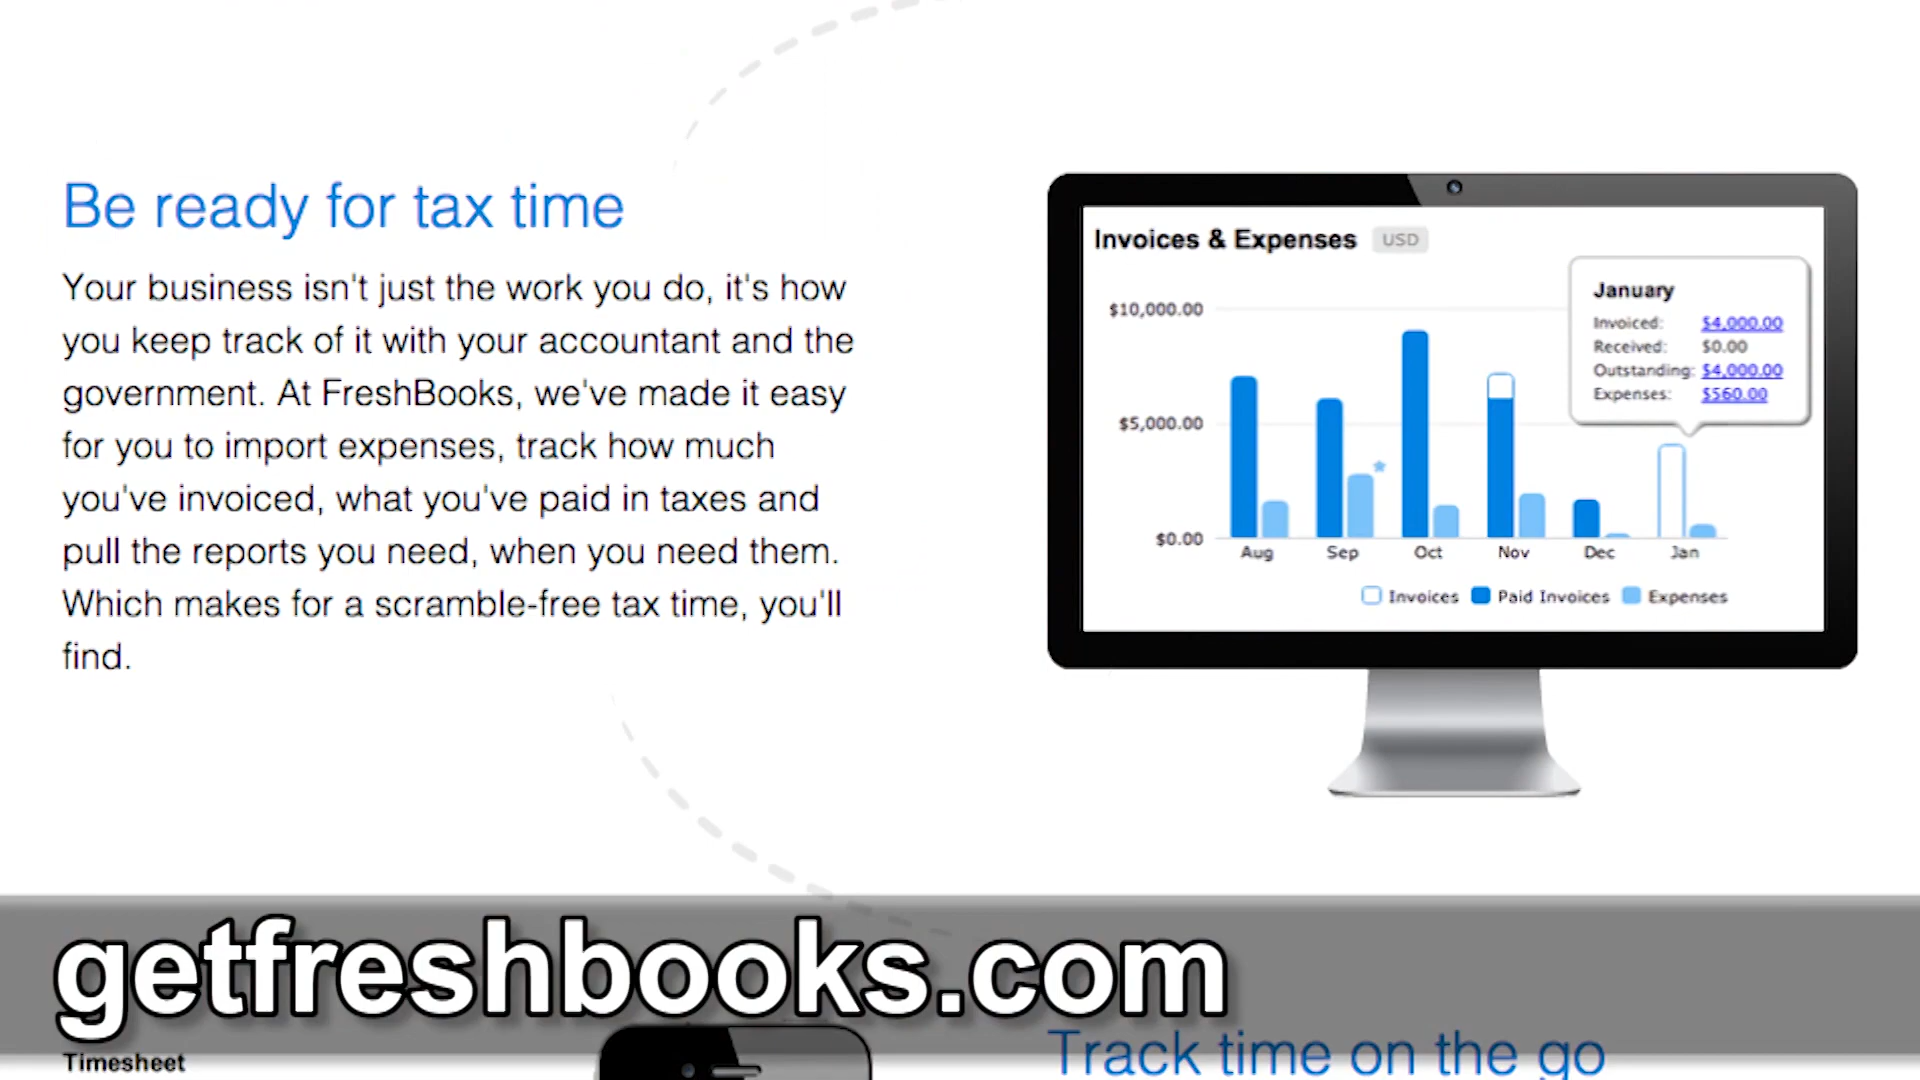 Be ready for tax time
Your business isn't just the work you do, it's how
you keep track of it with your accountant and the
government. At FreshBooks, we've made it easy
for you to import expenses, track how much
you've invoiced, what you've paid in taxes and
pull the reports you need, when you need them.
Which makes for a scramble-free tax time, you'll
find.
Invoices & Expenses USD
January
Invoiced: $4,000.00
Received: $0.00
Outstanding: $4,000.00
Expenses: $560.00
$10,000.00
$5,000.00
$0.00
Aug Sep Oct Nov Dec Jan
Invoices Paid Invoices Expenses
getfreshbooks.com
Timesheet
Track time on the go